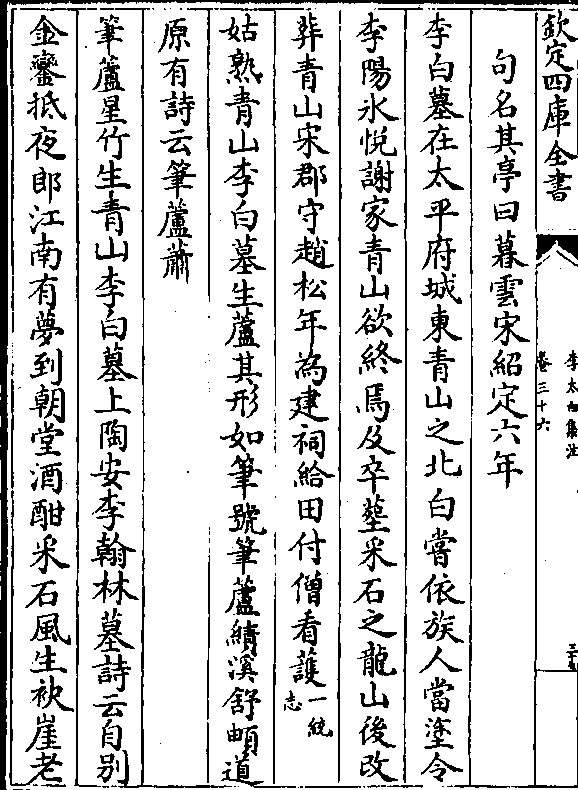 欽定四庫全書
李太白集注
卷三十六
句名其亭曰暮雲宋紹定六年
李白墓在太平府城東青山之北白嘗依族人當塗令
李陽氷悅謝家青山欲終焉及卒塟采石之龍山後改
葬青山宋郡守趙松年為建祠給田付僧看護一統志
姑熟青山李白墓生蘆其形如筆號筆蘆績溪舒頔道
原有詩云筆蘆蕭
筆蘆星竹生青山李白墓上陶安李翰林墓詩云自別
金鑾抵夜郎江南有夢到朝堂酒酣采石風生袂崖老